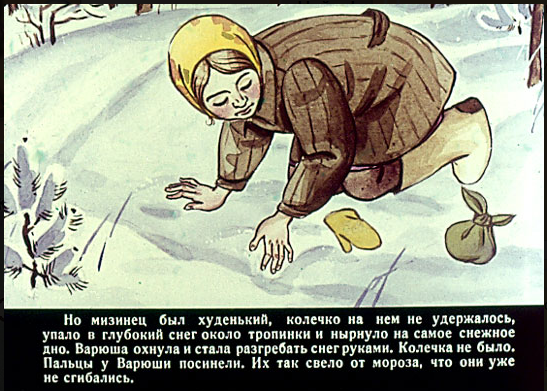 Но мизинец был худенький, колечко на нем не удержалось,
упало в глубокий снег около тропинки и нырнуло на самое снежное
дно. Варюша охнула и стала разгребать снег руками. Колечка не было.
Пальцы у Варюши посинели. Их так свело от мороза, что они уже
не сгибались.